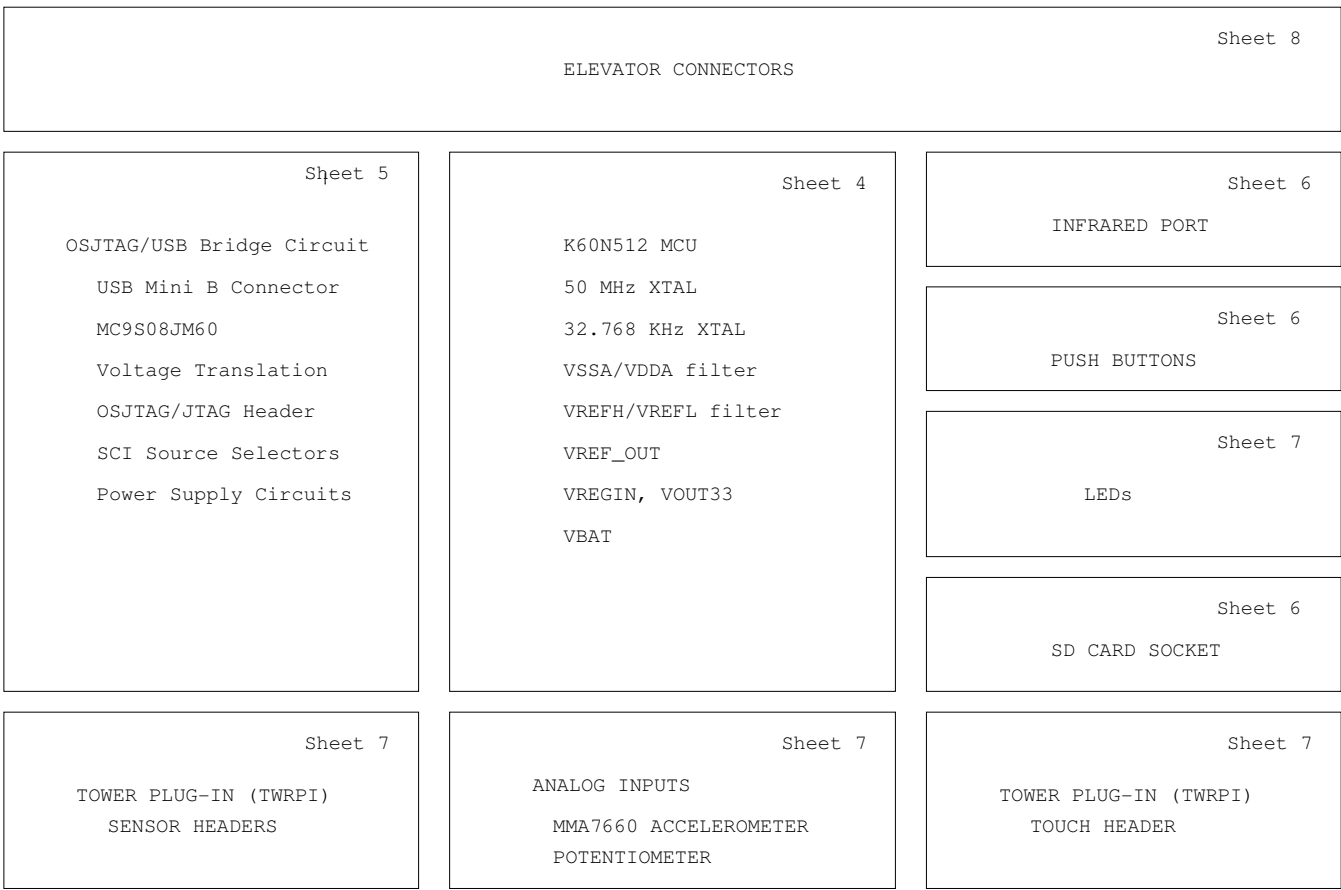 Sheet 8
ELEVATOR CONNECTORS
Sheet 5
OSJTAG/USB Bridge Circuit
USB Mini B Connector
MC9S08JM60
Voltage Translation
OSJTAG/JTAG Header
SCI Source Selectors
Power Supply Circuits
Sheet 4
K60N512 MCU
50 MHz XTAL
32.768 KHz XTAL
VSSA/VDDA filter
VREFH/VREFL filter
VREF_OUT
VREGIN, VOUT33
VBAT
Sheet 6
INFRARED PORT
Sheet 6
PUSH BUTTONS
Sheet 7
LEDs
Sheet 6
SD CARD SOCKET
Sheet 7
TOWER PLUG-IN (TWRPI)
SENSOR HEADERS
Sheet 7
ANALOG INPUTS
MMA7660 ACCELEROMETER
POTENTIOMETER
Sheet 7
TOWER PLUG-IN (TWRPI)
TOUCH HEADER